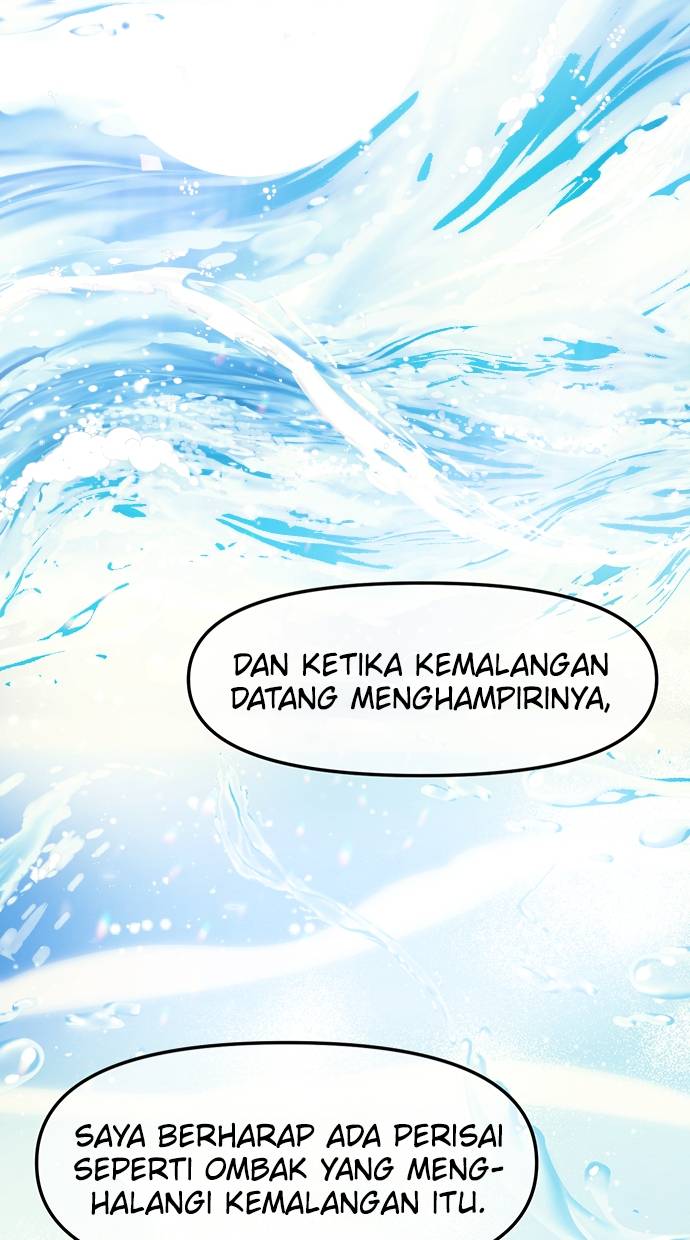 DAN KETIKA KEMALANGAN
DATANG MENGHAMPIRINYA,
SAYA BERHARAP ADA PERISAI
SEPERTI OMBAK YANG MENG-
HALANGI KEMALANGAN ITU.